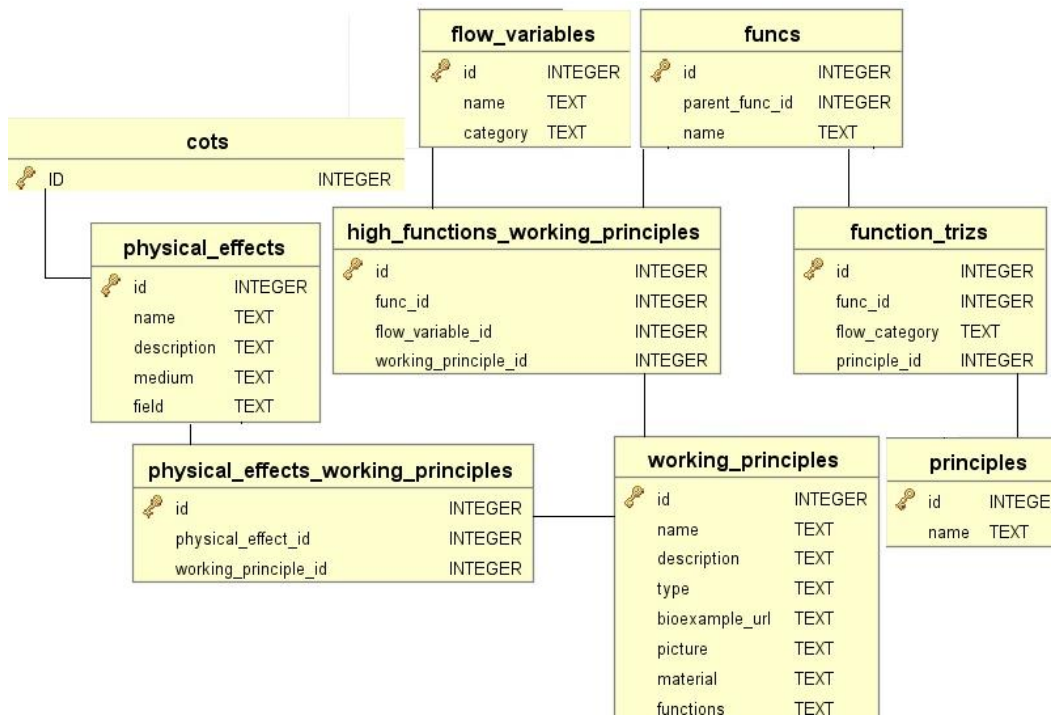 flow_variables
id INTEGER
name TEXT
category TEXT
funcs
id INTEGER
parent_func_id INTEGER
name TEXT
cots
ID INTEGER
physical_effects
id INTEGER
name TEXT
description TEXT
medium TEXT
field TEXT
high_functions_working_principles
id INTEGER
func_id INTEGER
flow_variable_id INTEGER
working_principle_id INTEGER
function_trizs
id INTEGER
func_id INTEGER
flow_category TEXT
principle_id INTEGER
physical_effects_working_principles
id INTEGER
physical_effect_id INTEGER
working_principle_id INTEGER
working_principles
id INTEGER
name TEXT
description TEXT
type TEXT
bioexample_url TEXT
picture TEXT
material TEXT
functions TEXT
principles
id INTEGE
name TEXT